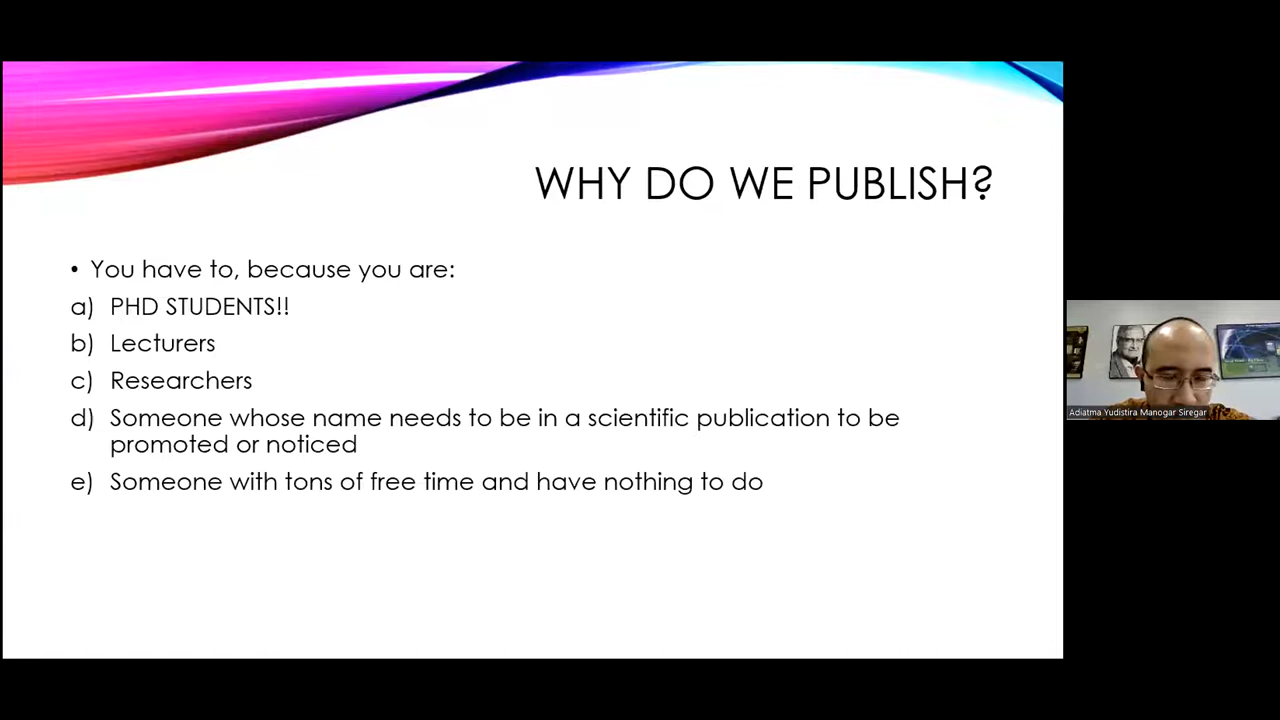 WHY DO WE PUBLISH?
• You have to, because you are:
a) PHD STUDENTS!!
b) Lecturers
c) Researchers
d) Someone whose name needs to be in a scientific publication to be
promoted or noticed
e) Someone with tons of free time and have nothing to do
Adiatma Yudistira Manogar Siregar